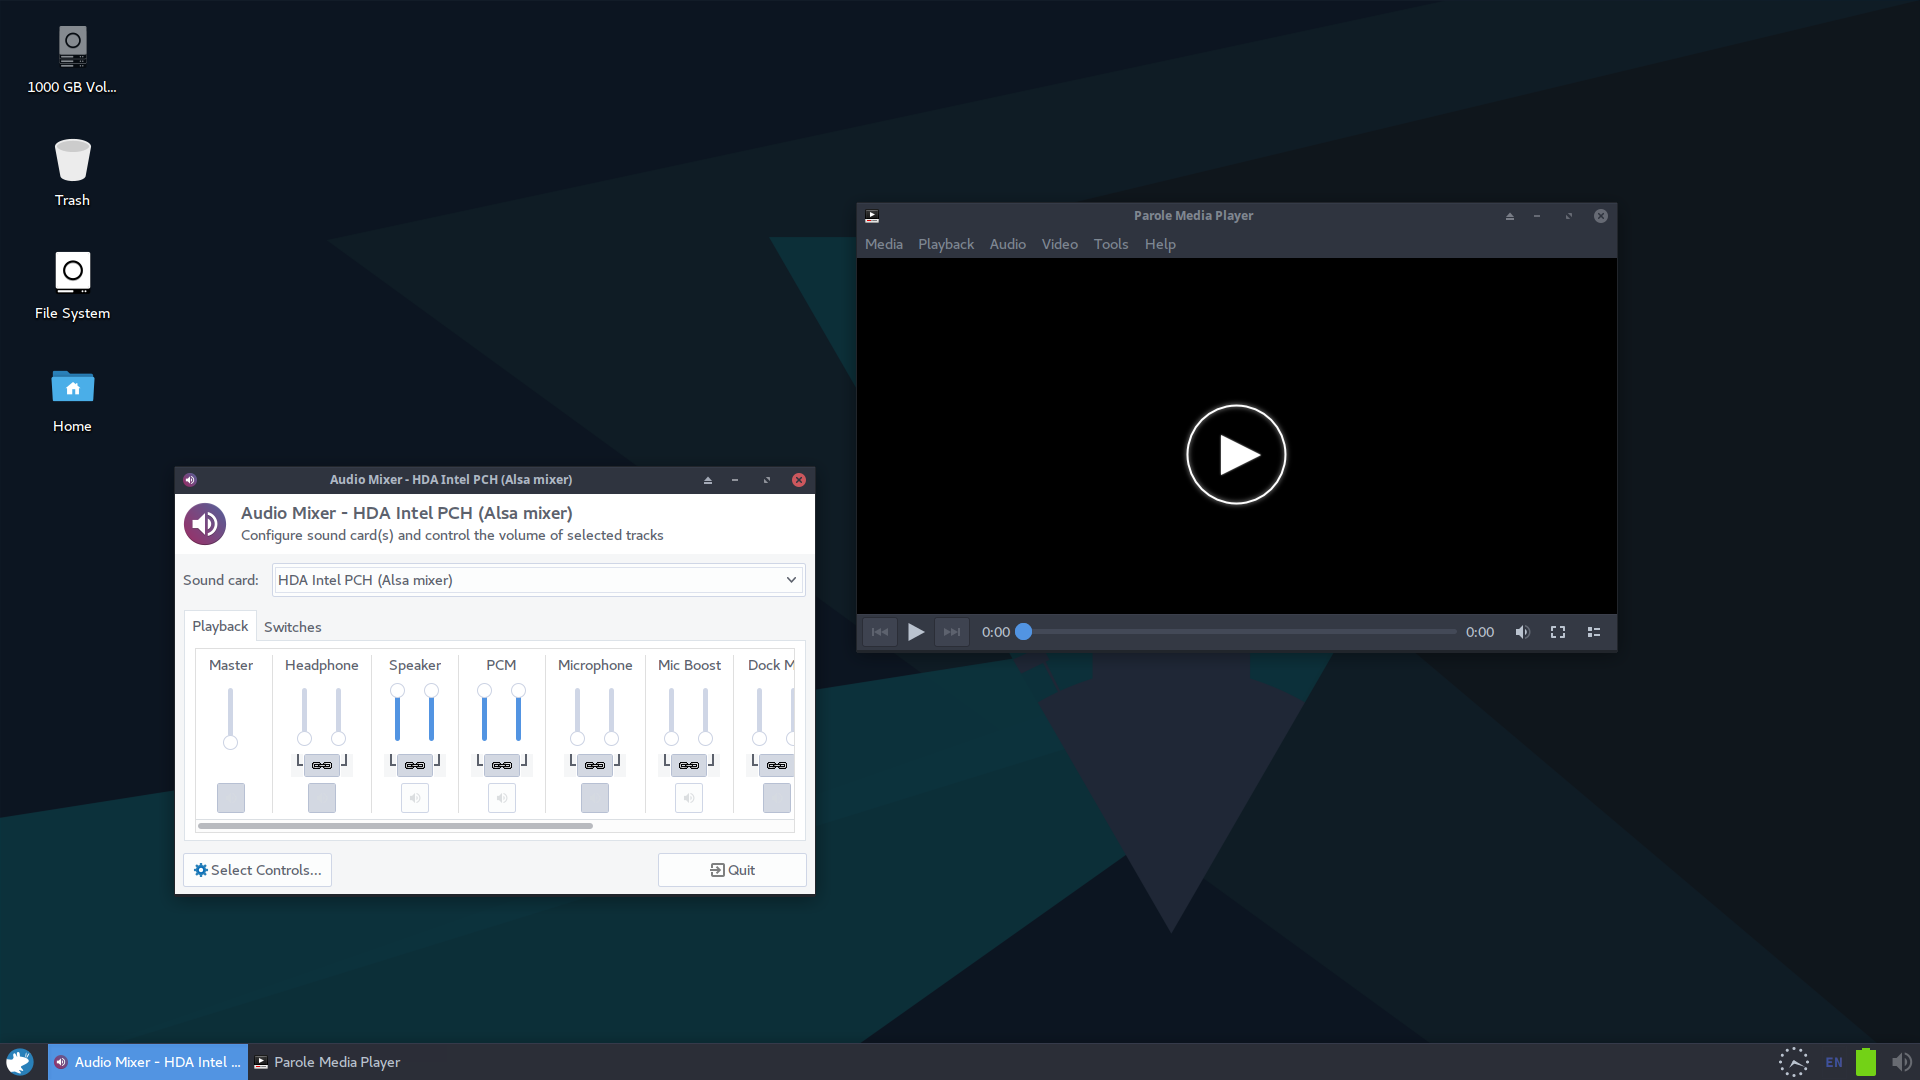 1000 GB Vol...
Trash
File System
Home
Parole Media Player
Media Playback Audio Video Tools Help
0:00 0:00
Audio Mixer - HDA Intel PCH (Alsa mixer)
Audio Mixer - HDA Intel PCH (Alsa mixer)
Configure sound card(s) and control the volume of selected tracks
Sound card: HDA Intel PCH (Alsa mixer)
Playback Switches
Master Headphone Speaker PCM Microphone Mic Boost Dock M
Select Controls... Quit
Audio Mixer - HDA Intel ... Parole Media Player EN